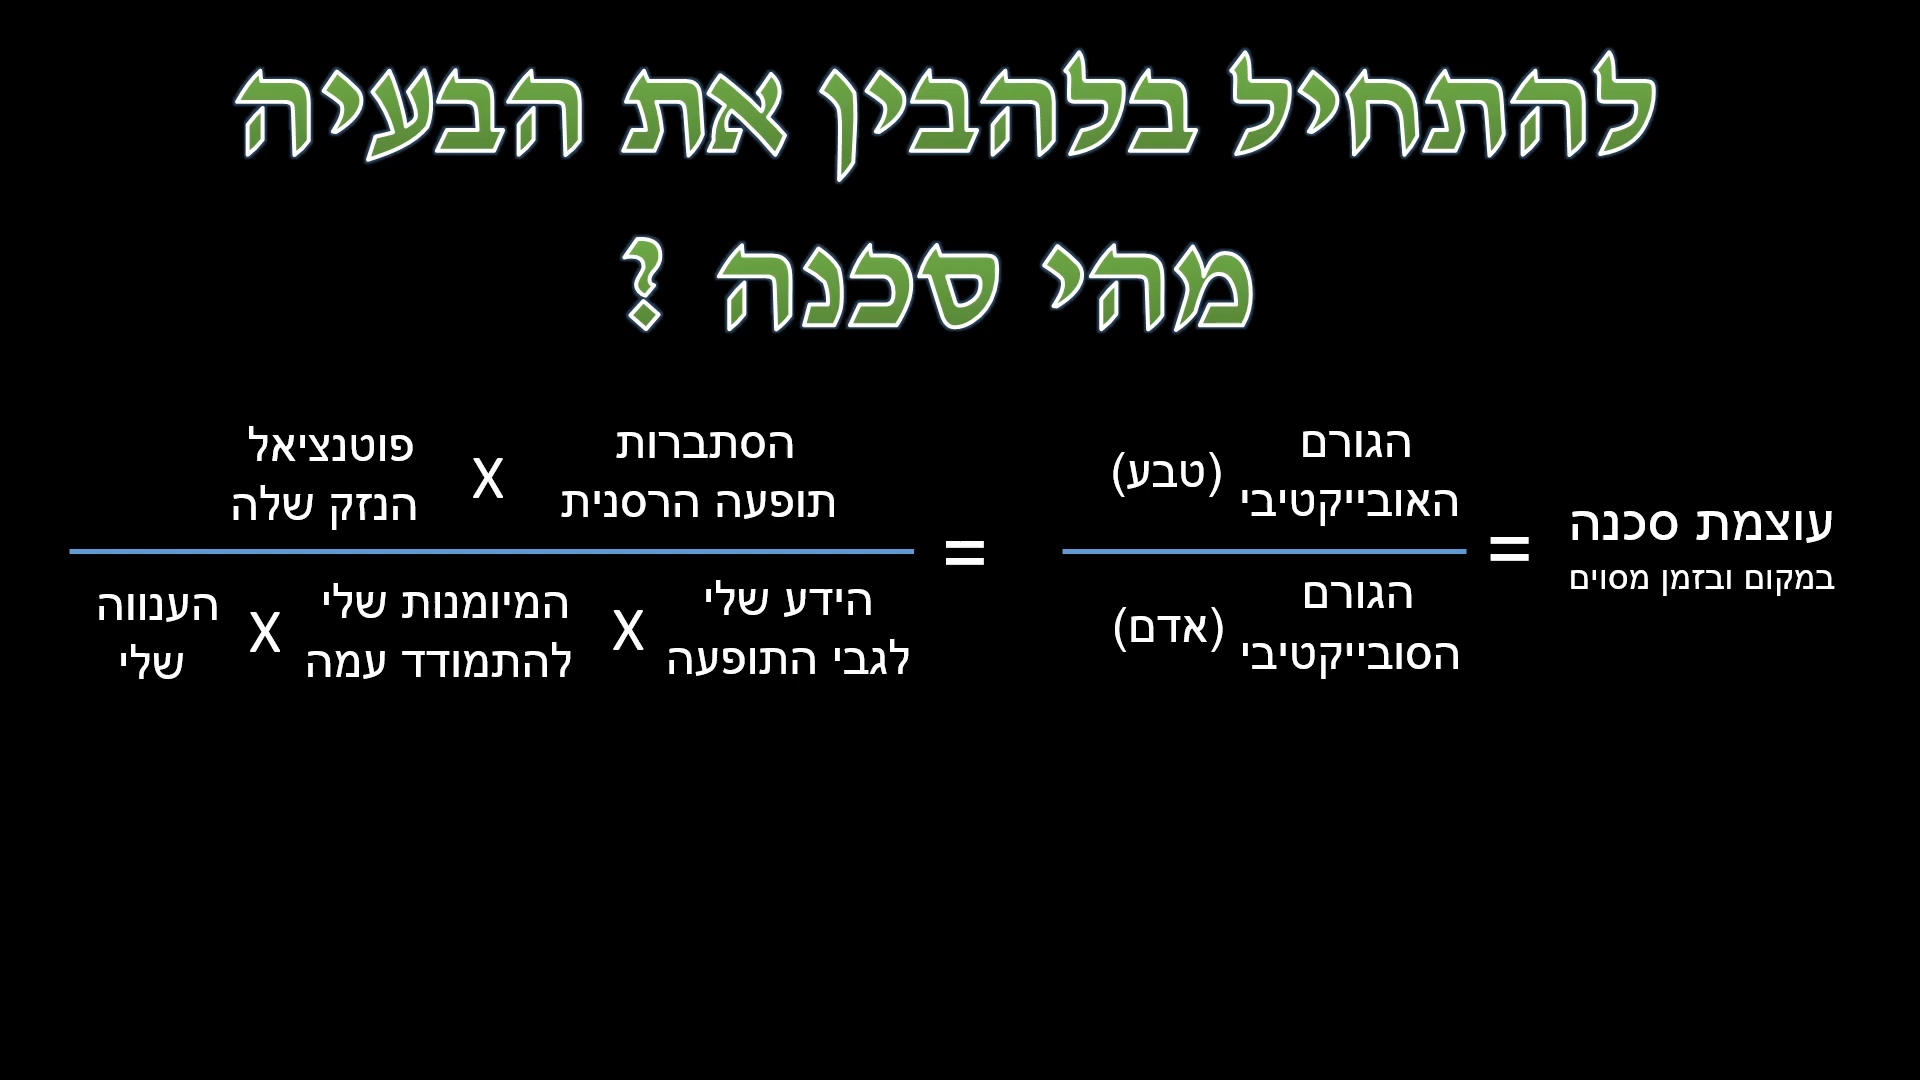 להתחיל בלהבין את הבעיה
מהי סכנה ?
עוצמת סכנה
במקום ובזמן מסוים
=
הגורם
האובייקטיבי
(טבע)
הגורם
הסובייקטיבי
(אדם)
=
הסתברות
תופעה הרסנית
X
פוטנציאל
הנזק שלה
הידע שלי
לגבי התופעה
X
המיומנות שלי
להתמודד עמה
X
הענווה
שלי